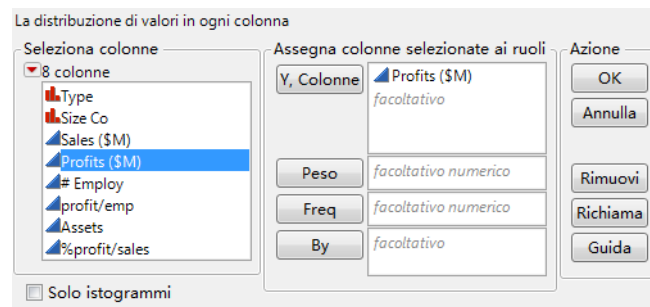 La distribuzione di valori in ogni colonna
Seleziona colonne
8 colonne
Type
Size Co
Sales ($M)
Profits ($M)
# Employ
profit/emp
Assets
%profit/sales
Solo istogrammi
Assegna colonne selezionate ai ruoli
Y, Colonne
Profits ($M)
facoltativo
Peso
facoltativo numerico
Freq
facoltativo numerico
By
facoltativo
Azione
OK
Annulla
Rimuovi
Richiama
Guida